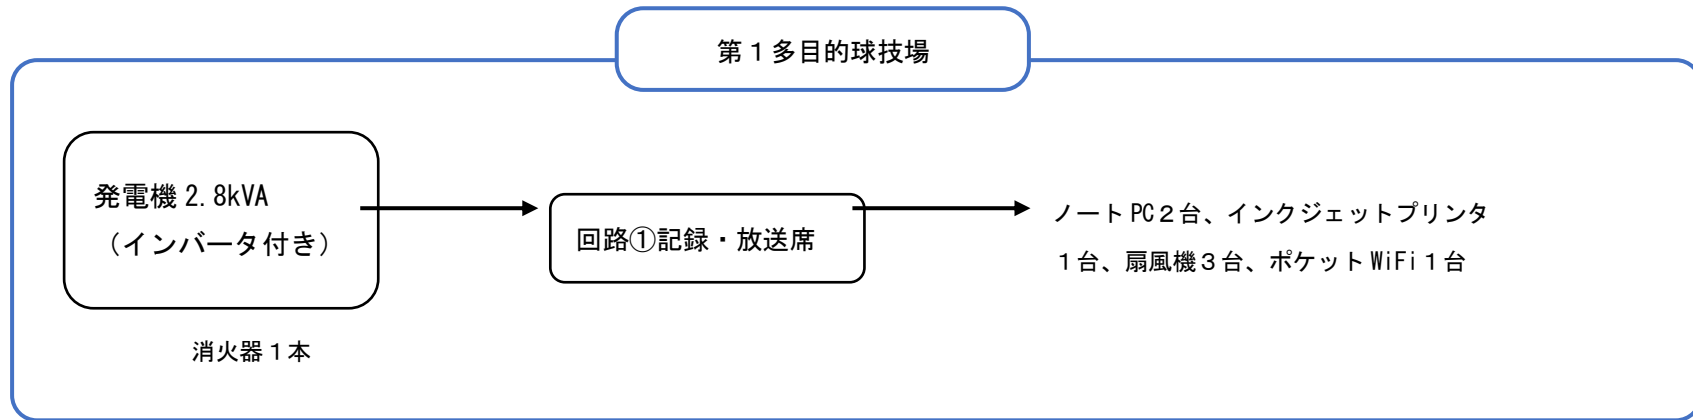 第１多目的球技場
発電機 2.8kVA
（インバータ付き）
回路①記録・放送席
ノート PC２台、インクジェットプリンタ
１台、扇風機３台、ポケット WiFi１台
消火器１本